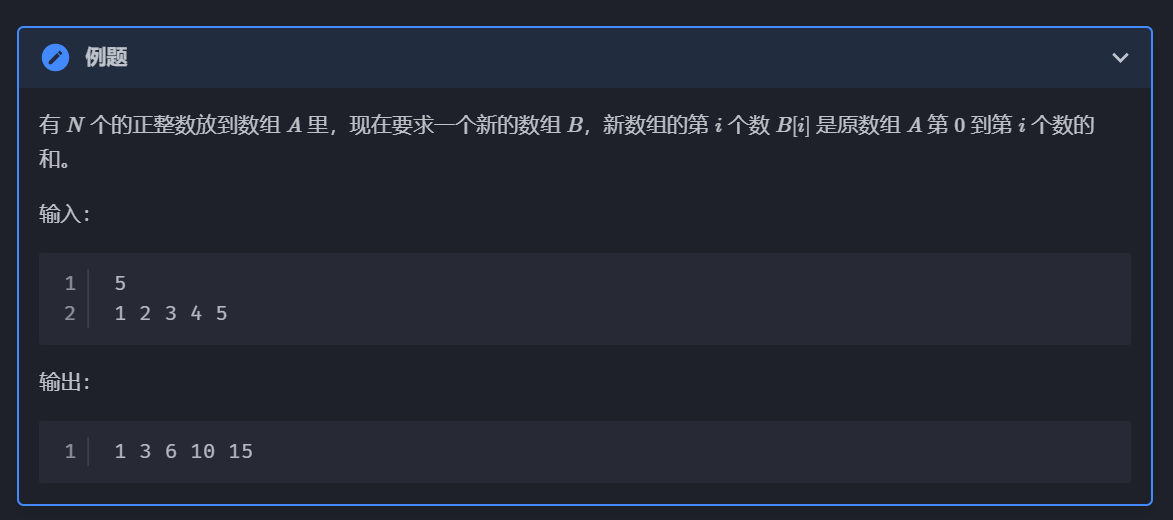 例题
有 N 个的正整数放到数组 A 里，现在要求一个新的数组 B，新数组的第 i 个数 B[i] 是原数组 A 第 0 到第 i 个数的
和。
输入：
1 5
2 1 2 3 4 5
输出：
1 1 3 6 10 15